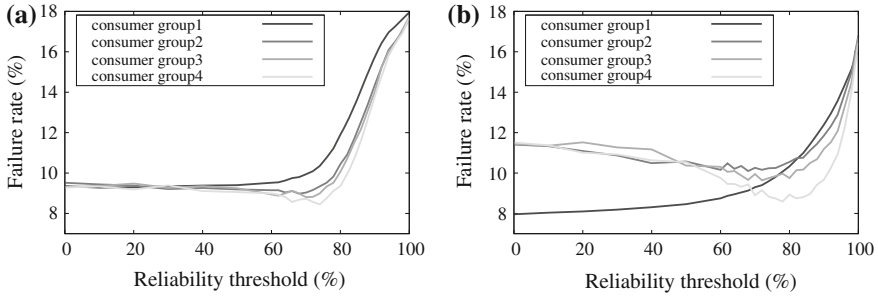 (a)
18
16
14
12
10
8
Failure rate (%)
consumer group1
consumer group2
consumer group3
consumer group4
0 20 40 60 80 100
Reliability threshold (%)
(b)
18
16
14
12
10
8
Failure rate (%)
consumer group1
consumer group2
consumer group3
consumer group4
0 20 40 60 80 100
Reliability threshold (%)